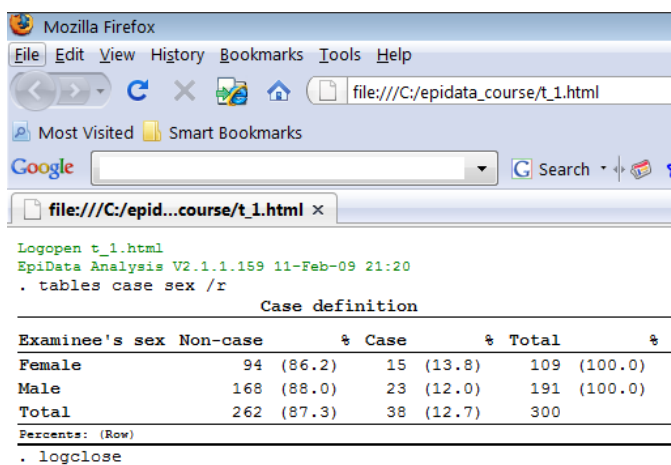 Mozilla Firefox
File Edit View History Bookmarks Tools Help
file:///C:/epidata_course/t_1.html
Most Visited Smart Bookmarks
Google G Search
file:///C:/epid...course/t_1.html ×
Logopen t_1.html
EpiData Analysis V2.1.1.159 11-Feb-09 21:20
. tables case sex /r
Case definition
Examinee's sex Non-case % Case % Total %
Female 94 (86.2) 15 (13.8) 109 (100.0)
Male 168 (88.0) 23 (12.0) 191 (100.0)
Total 262 (87.3) 38 (12.7) 300
Percents: (Row)
. logclose